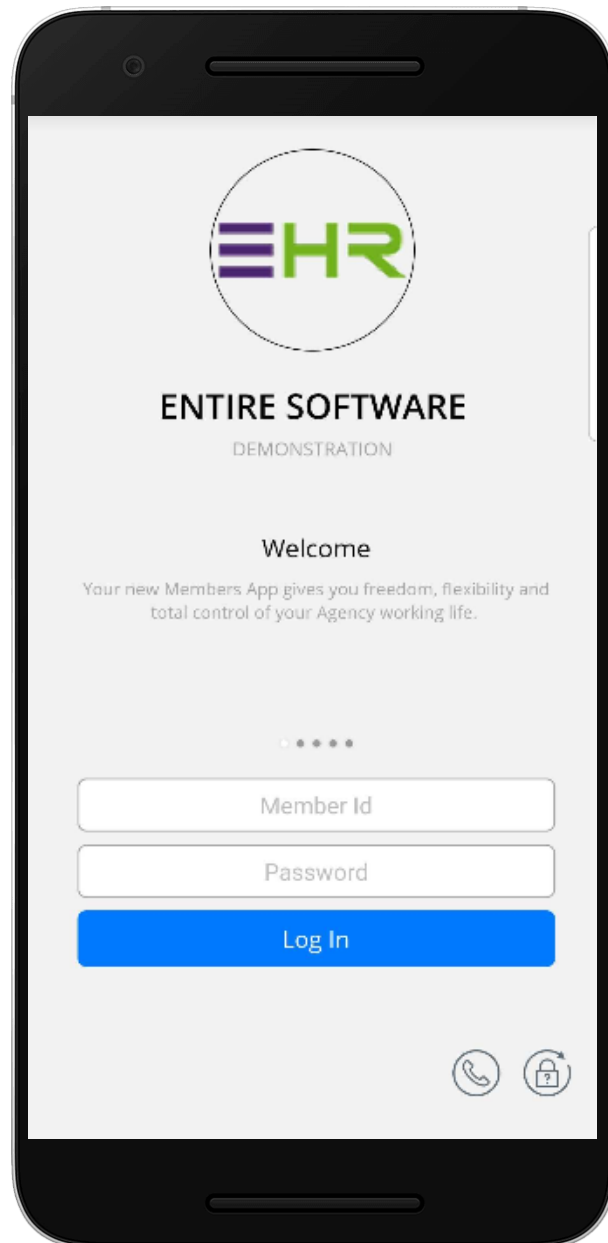 EHR
ENTIRE SOFTWARE
DEMONSTRATION
Welcome
Your new Members App gives you freedom, flexibility and
total control of your Agency working life.
Member Id
Password
Log In
?